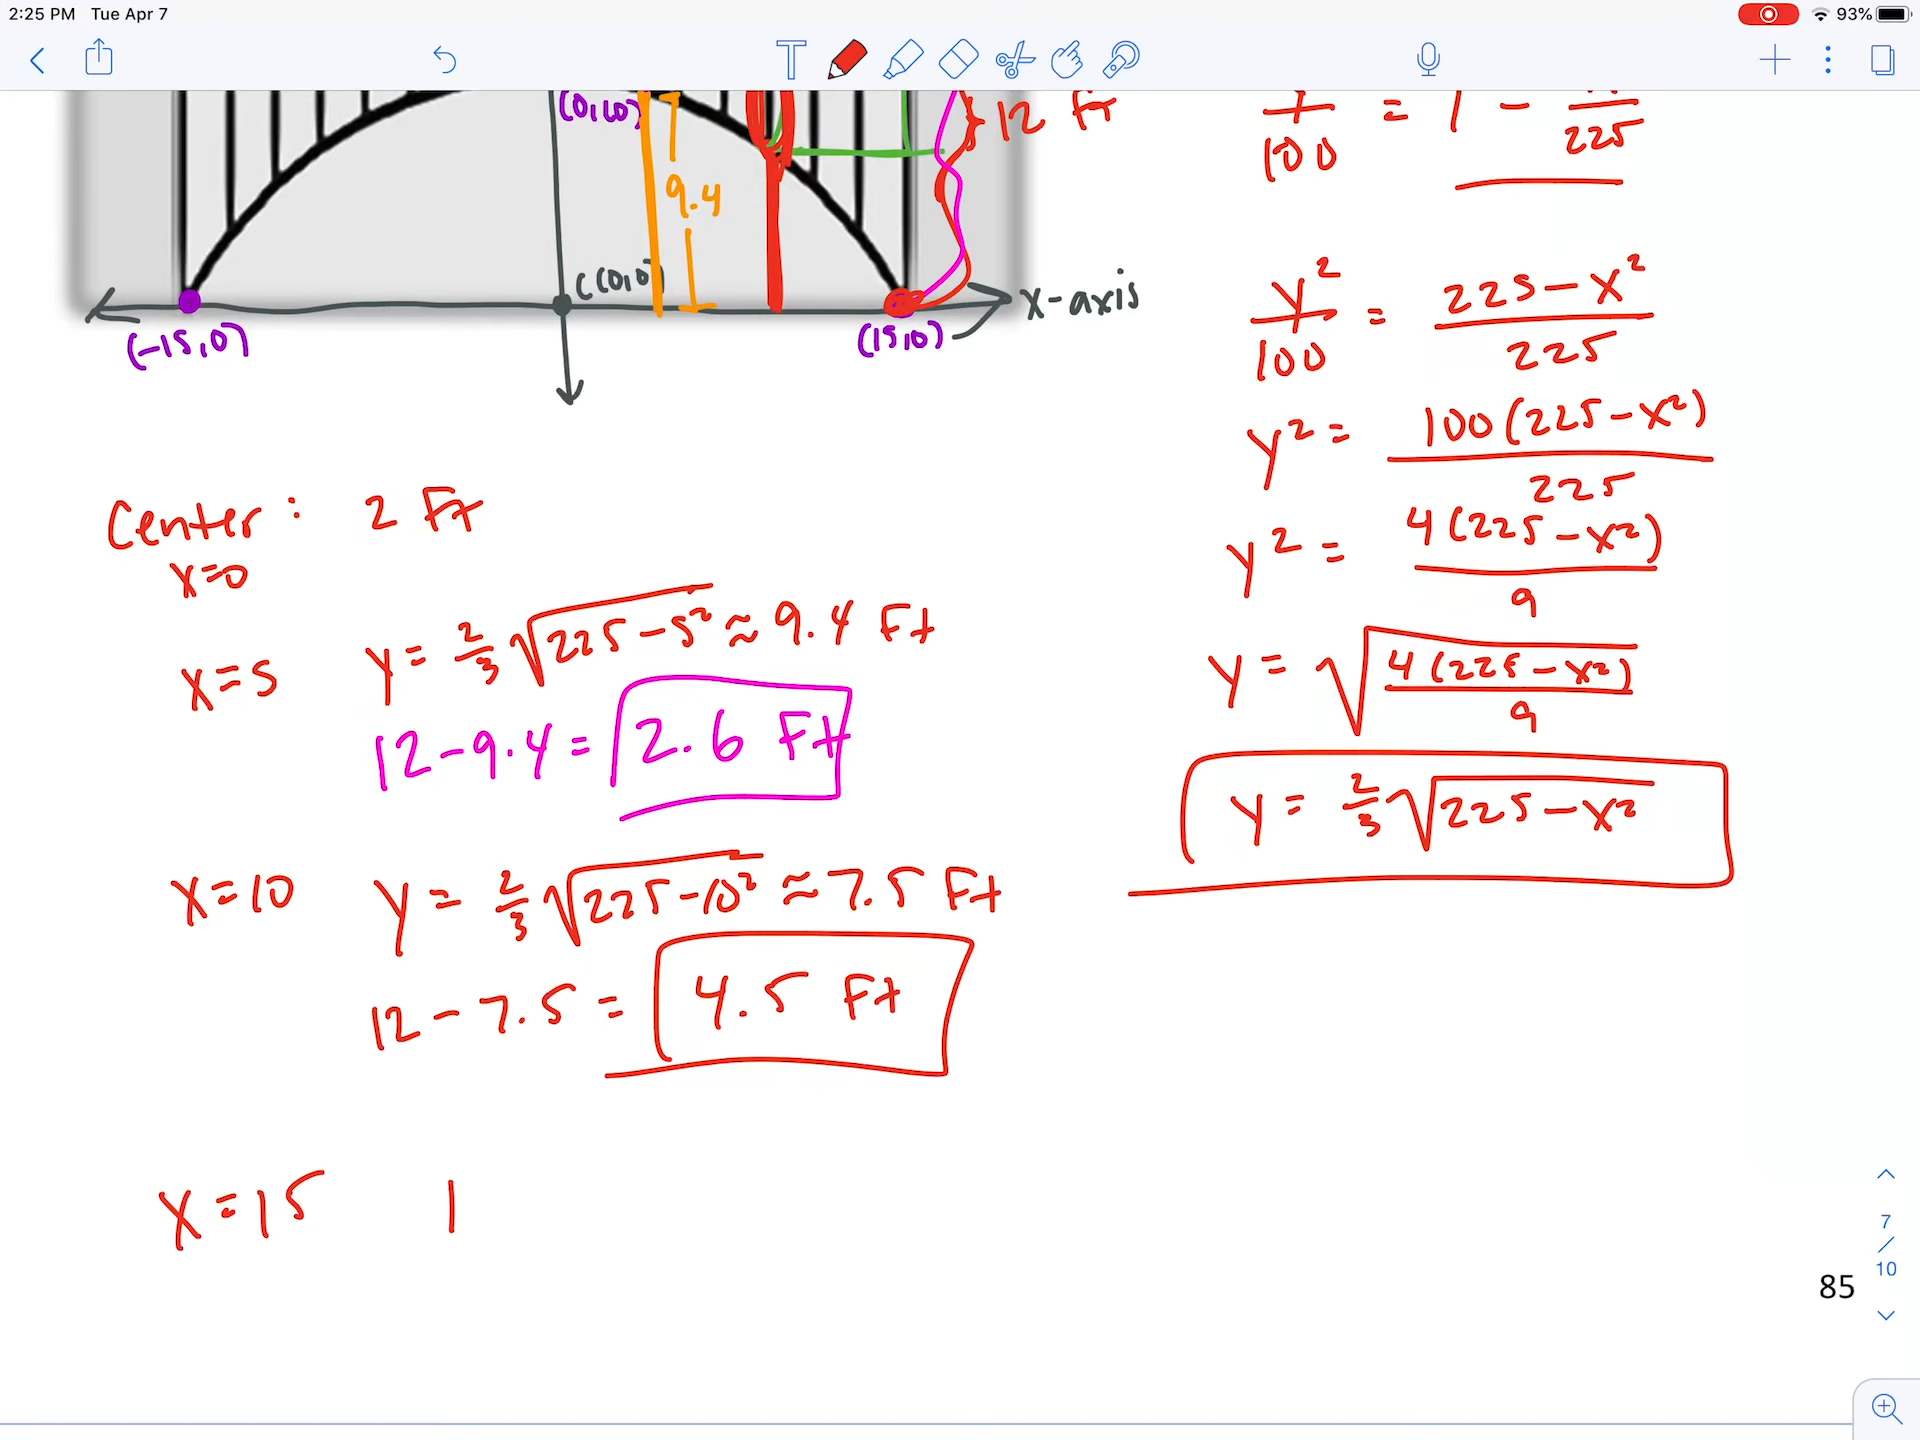 2:25 PM Tue Apr 7
93%
T
(0,10)
12 ft
9.4
C(0,0)
x-axis
(-15,0)
(15,0)
100 = 1 - 225
y²/100 = 225-x²/225
y² = 100(225-x²)/225
y² = 4(225-x²)/9
y = √4(225-x²)/9
y = 2/3 √225-x²
Center: 2 Ft
x=0
x=5 y = 2/3 √225-5² ≈ 9.4 Ft
12-9.4 = 2.6 Ft
x=10 y = 2/3 √225-10² ≈ 7.5 Ft
12-7.5 = 4.5 Ft
x=15 1
7
/
10
85